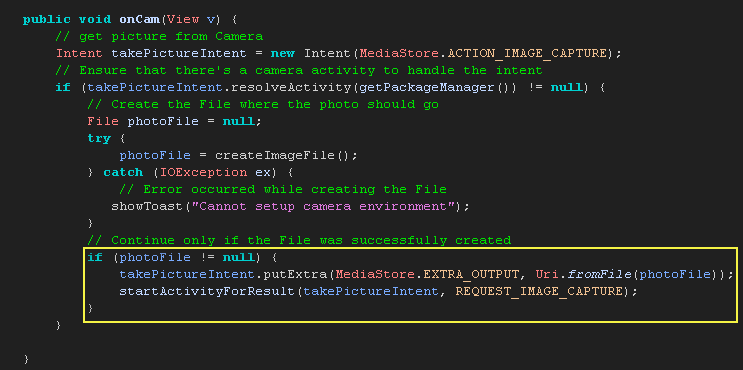 public void onCam(View v) {
// get picture from Camera
Intent takePictureIntent = new Intent(MediaStore.ACTION_IMAGE_CAPTURE);
// Ensure that there's a camera activity to handle the intent
if (takePictureIntent.resolveActivity(getPackageManager()) != null) {
// Create the File where the photo should go
File photoFile = null;
try {
photoFile = createImageFile();
} catch (IOException ex) {
// Error occurred while creating the File
showToast("Cannot setup camera environment");
}
// Continue only if the File was successfully created
if (photoFile != null) {
takePictureIntent.putExtra(MediaStore.EXTRA_OUTPUT, Uri.fromFile(photoFile));
startActivityForResult(takePictureIntent, REQUEST_IMAGE_CAPTURE);
}
}
}